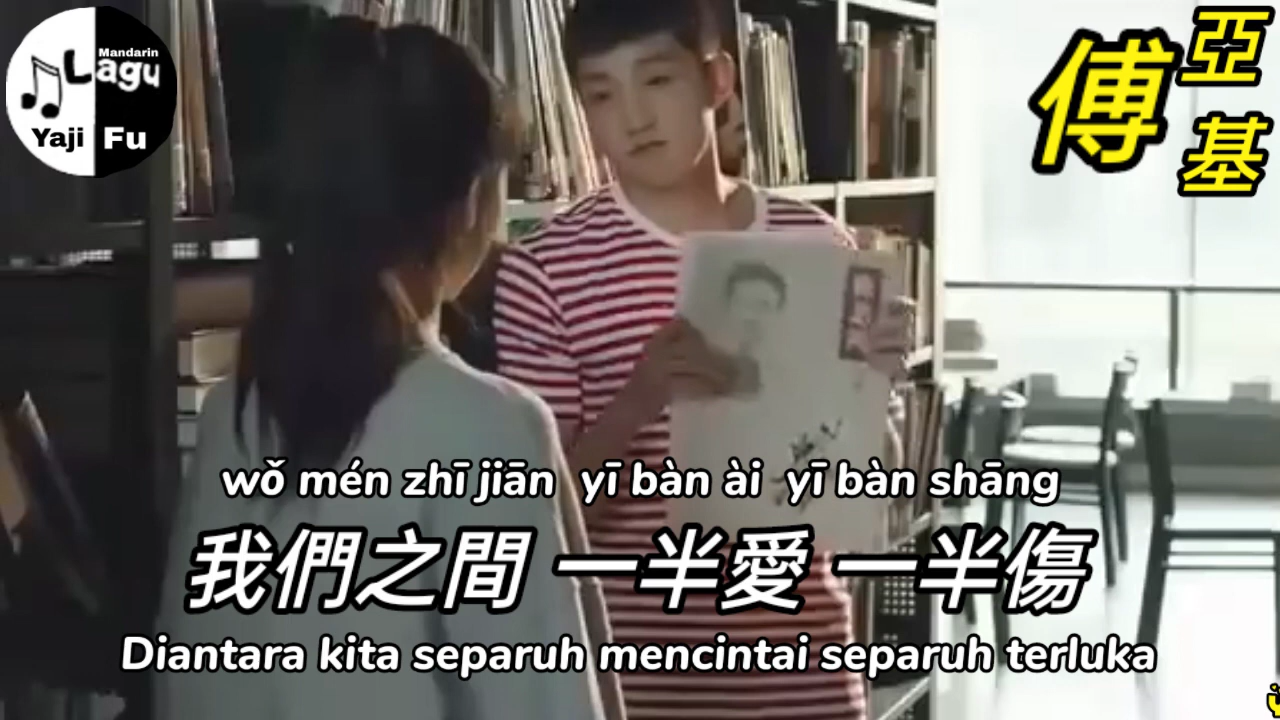 Mandarin
Lagu
Yaji Fu
傅亞基
wǒ mén zhī jiān yī bàn ài yī bàn shāng
我們之間 一半愛 一半傷
Diantara kita separuh mencintai separuh terluka